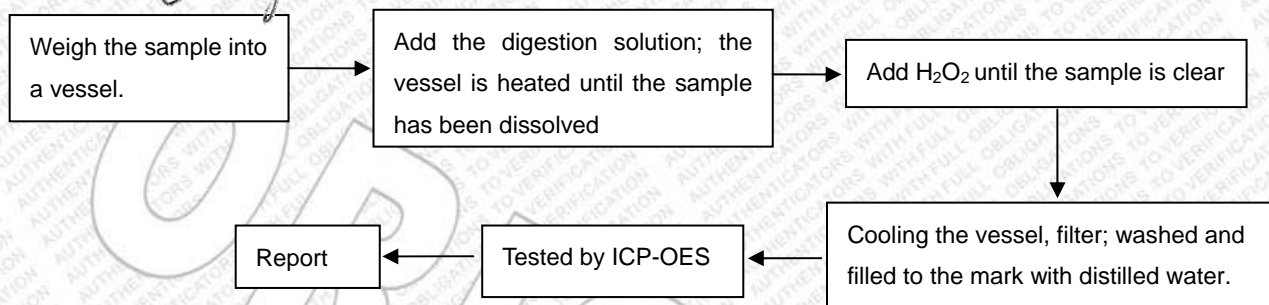 Weigh the sample into
a vessel.
Add the digestion solution; the
vessel is heated until the sample
has been dissolved
Add H₂O₂ until the sample is clear
Cooling the vessel, filter; washed and
filled to the mark with distilled water.
Tested by ICP-OES
Report